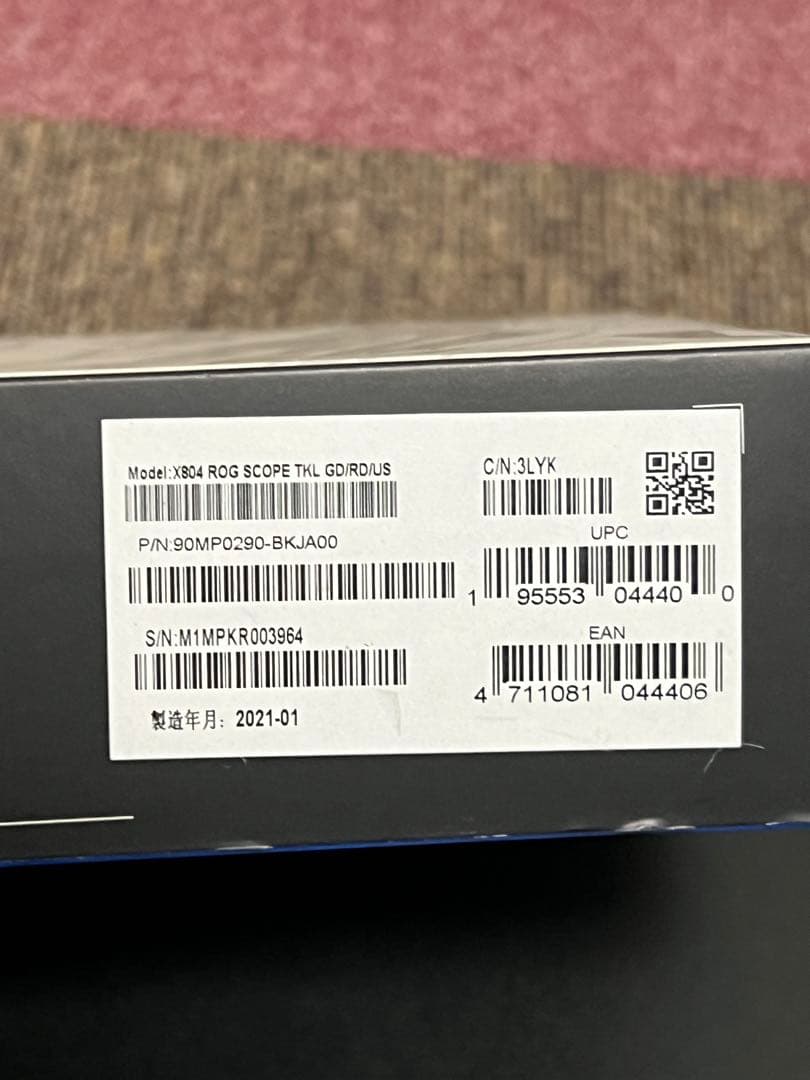 Model:X804 ROG SCOPE TKL GD/RD/US
P/N:90MP0290-BKJA00
S/N:M1MPKR003964
製造年月: 2021-01
C/N:3LYK
UPC
1 95553 04440 0
EAN
4 711081 044406